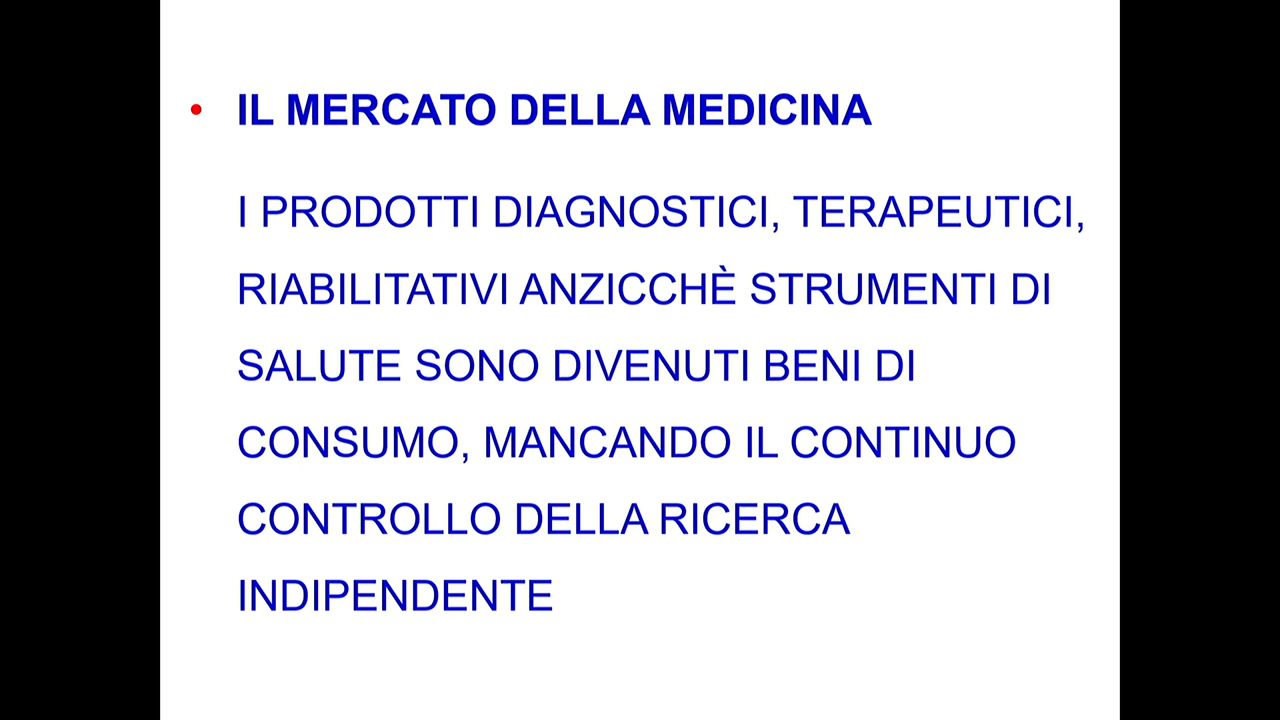 • IL MERCATO DELLA MEDICINA
I PRODOTTI DIAGNOSTICI, TERAPEUTICI,
RIABILITATIVI ANZICCHÈ STRUMENTI DI
SALUTE SONO DIVENUTI BENI DI
CONSUMO, MANCANDO IL CONTINUO
CONTROLLO DELLA RICERCA
INDIPENDENTE